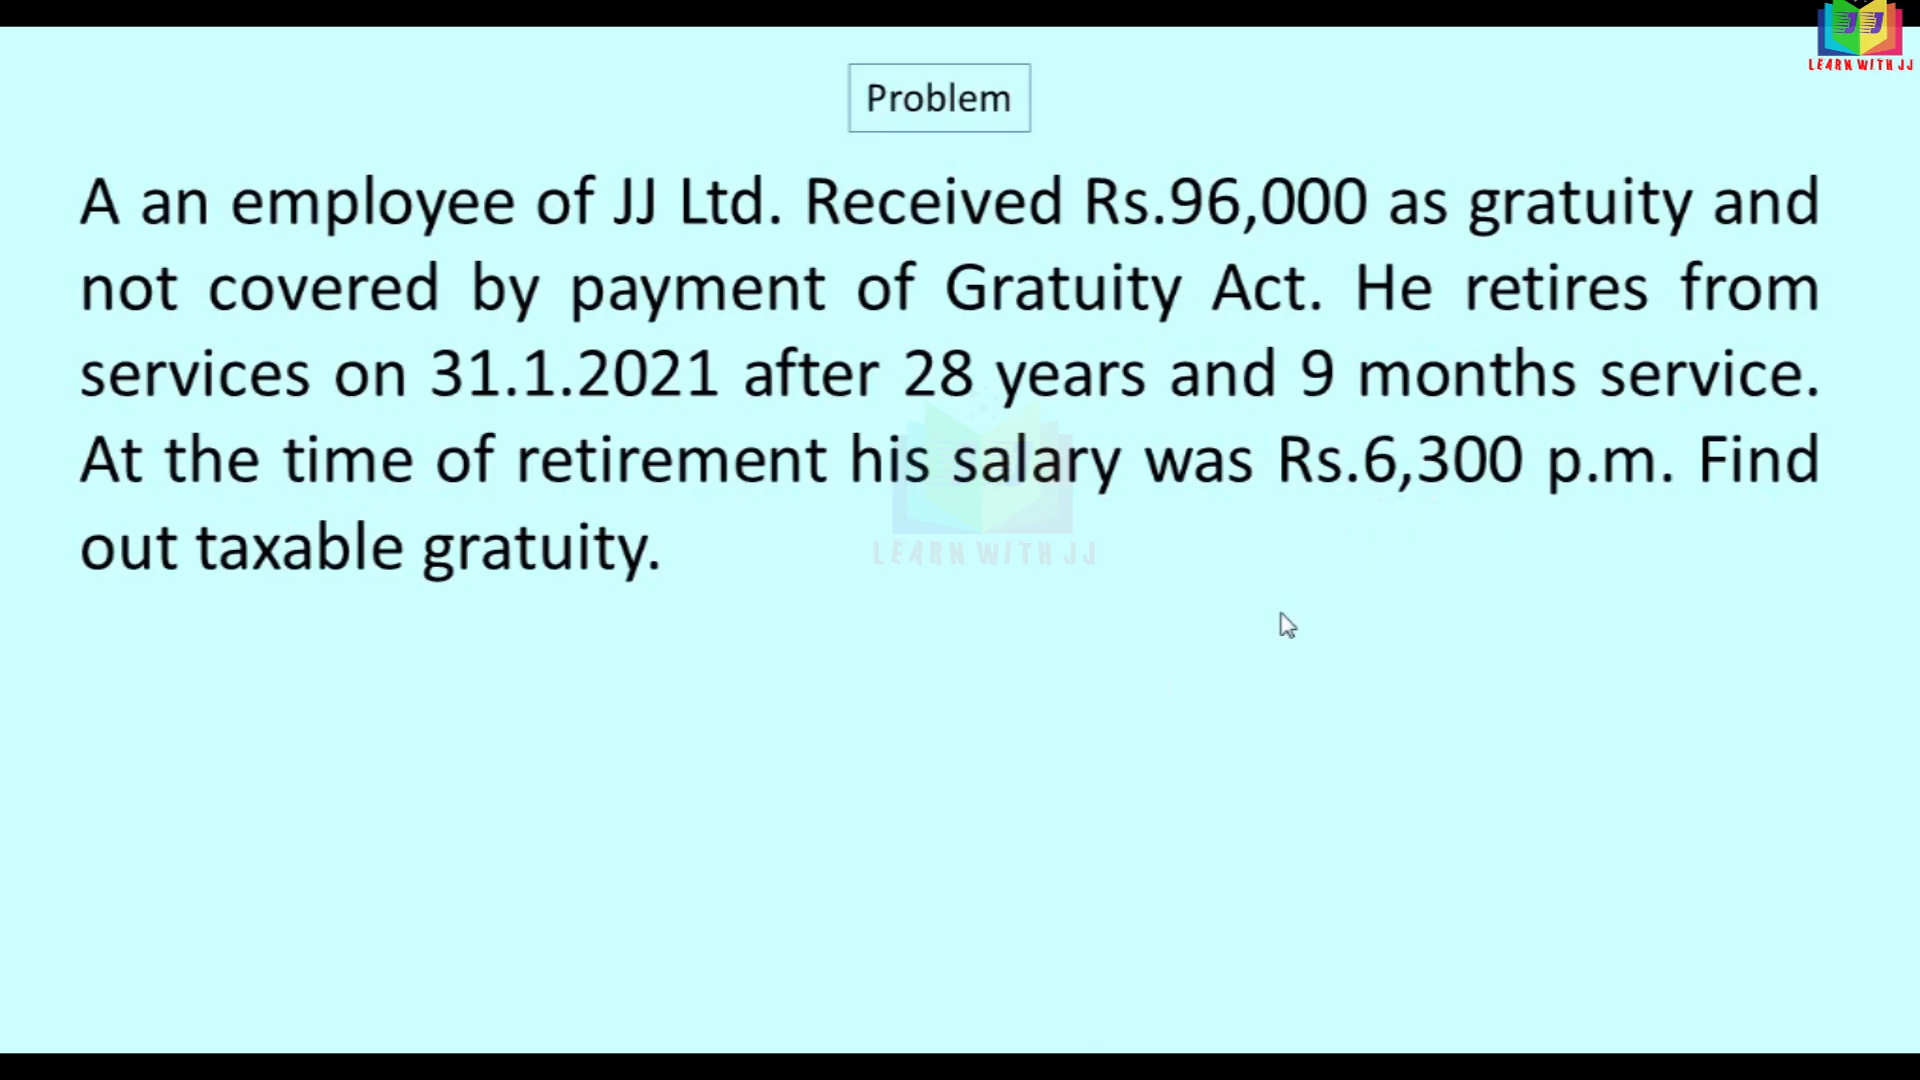 JJ
LEARN WITH JJ
Problem
A an employee of JJ Ltd. Received Rs.96,000 as gratuity and
not covered by payment of Gratuity Act. He retires from
services on 31.1.2021 after 28 years and 9 months service.
At the time of retirement his salary was Rs.6,300 p.m. Find
out taxable gratuity.
LEARN WITH JJ